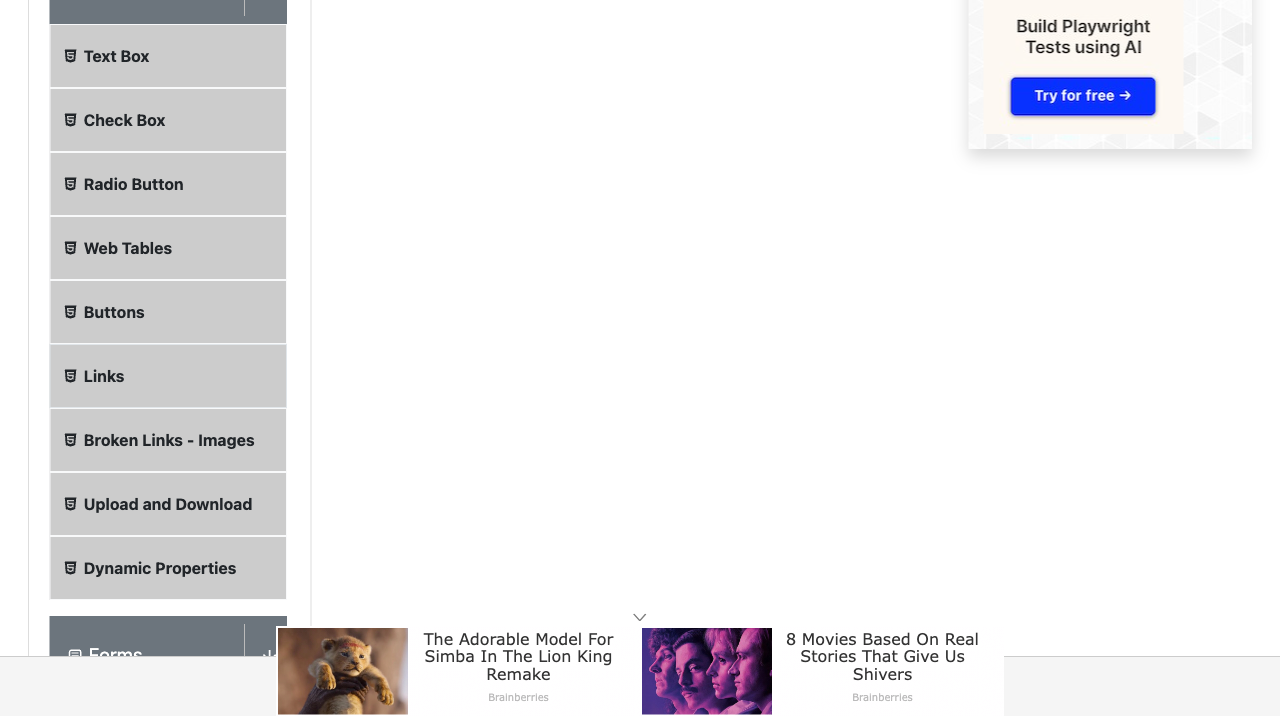 Text Box
Check Box
Radio Button
Web Tables
Buttons
Links
Broken Links - Images
Upload and Download
Dynamic Properties
Forms
Build Playwright
Tests using AI
Try for free →
The Adorable Model For
Simba In The Lion King
Remake
Brainberries
8 Movies Based On Real
Stories That Give Us
Shivers
Brainberries